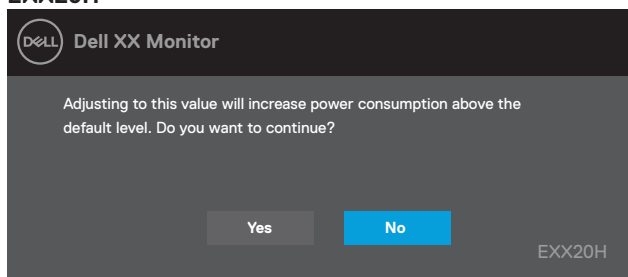 EXX20H
DELL Dell XX Monitor
Adjusting to this value will increase power consumption above the
default level. Do you want to continue?
Yes No
EXX20H